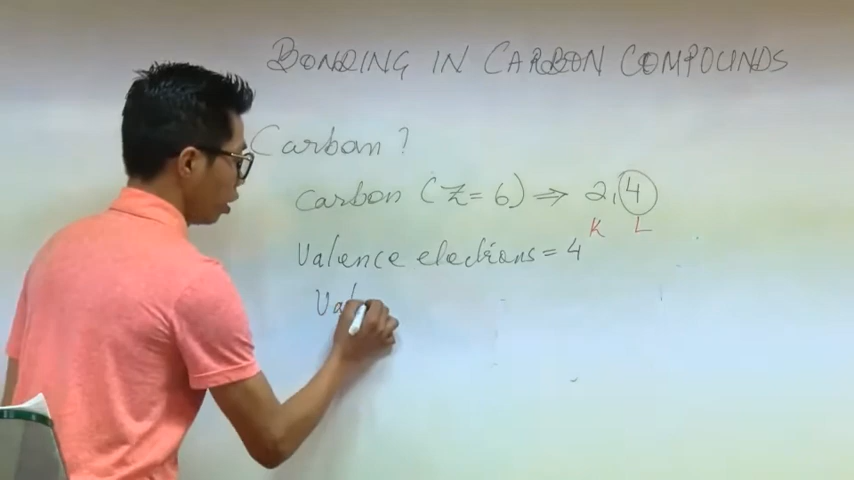 BONDING IN CARBON COMPOUNDS
Carbon ?
Carbon (Z = 6) ⇒ 2, 4
K L
Valence electrons = 4
Val